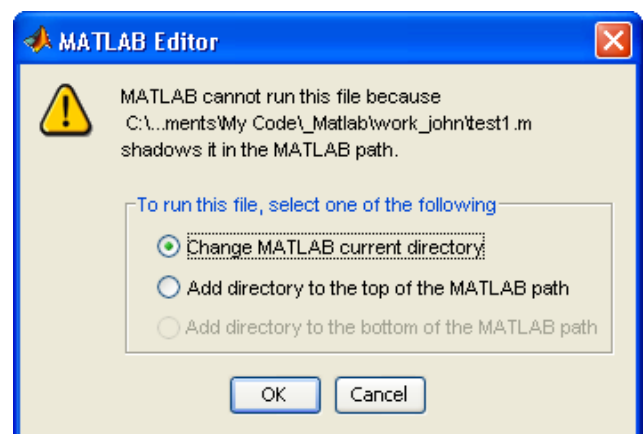 MATLAB Editor
MATLAB cannot run this file because
C:\...ments\My Code\_Matlab\work_john\test1.m
shadows it in the MATLAB path.
To run this file, select one of the following
Change MATLAB current directory
Add directory to the top of the MATLAB path
Add directory to the bottom of the MATLAB path
OK Cancel